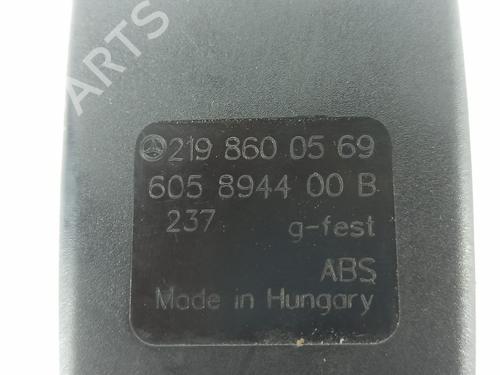 ARTS
219 860 05 69
605 8944 00 B
237 g-fest
ABS
Made in Hungary